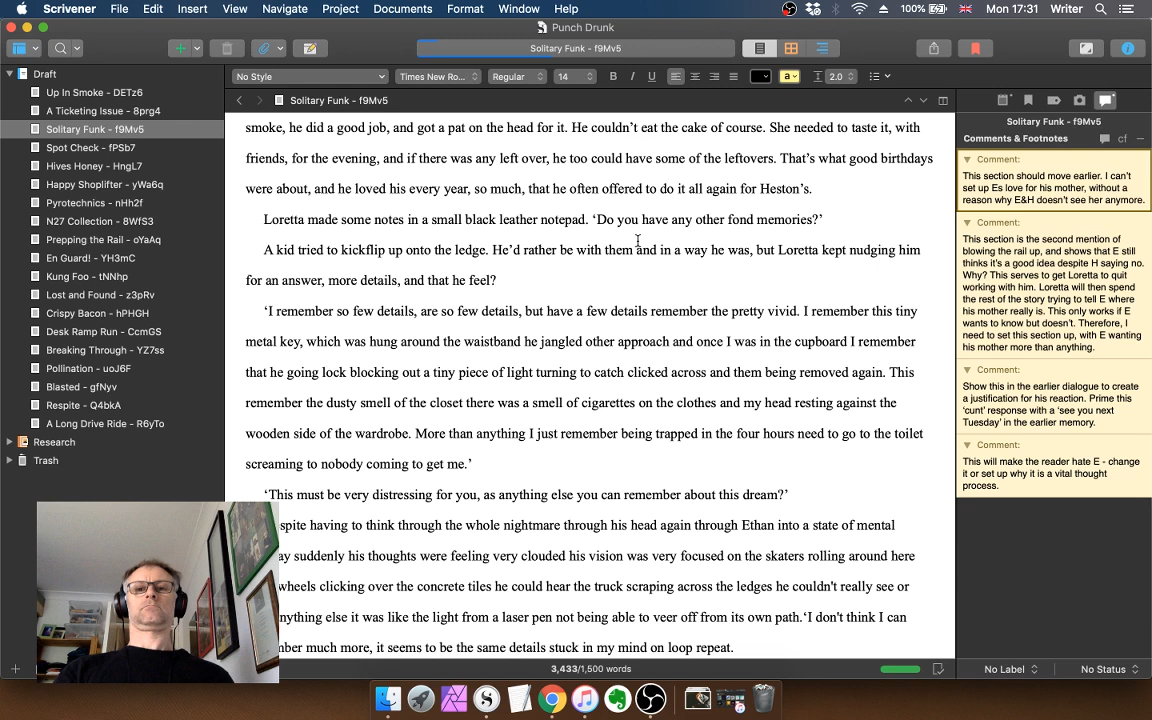 Scrivener File Edit Insert View Navigate Project Documents Format Window Help 100% Mon 17:31 Writer
Punch Drunk
Solitary Funk - f9Mv5
No Style Times New Ro... Regular 14 B I U a 2.0
Draft
Up In Smoke - DETz6
A Ticketing Issue - 8prg4
Solitary Funk - f9Mv5
Spot Check - fPSb7
Hives Honey - HngL7
Happy Shoplifter - yWa6q
Pyrotechnics - nHh2f
N27 Collection - 8WfS3
Prepping the Rail - oYaAq
En Guard! - YH3mC
Kung Foo - tNNhp
Lost and Found - z3pRv
Crispy Bacon - hPHGH
Desk Ramp Run - CcmGS
Breaking Through - YZ7ss
Pollination - uoJ6F
Blasted - gfNyv
Respite - Q4bkA
A Long Drive Ride - R6yTo
Research
Trash
Solitary Funk - f9Mv5
smoke, he did a good job, and got a pat on the head for it. He couldn’t eat the cake of course. She needed to taste it, with
friends, for the evening, and if there was any left over, he too could have some of the leftovers. That’s what good birthdays
were about, and he loved his every year, so much, that he often offered to do it all again for Heston’s.
Loretta made some notes in a small black leather notepad. ‘Do you have any other fond memories?’
A kid tried to kickflip up onto the ledge. He’d rather be with them and in a way he was, but Loretta kept nudging him
for an answer, more details, and that he feel?
‘I remember so few details, are so few details, but have a few details remember the pretty vivid. I remember this tiny
metal key, which was hung around the waistband he jangled other approach and once I was in the cupboard I remember
that he going lock blocking out a tiny piece of light turning to catch clicked across and them being removed again. This
remember the dusty smell of the closet there was a smell of cigarettes on the clothes and my head resting against the
wooden side of the wardrobe. More than anything I just remember being trapped in the four hours need to go to the toilet
screaming to nobody coming to get me.’
‘This must be very distressing for you, as anything else you can remember about this dream?’
spite having to think through the whole nightmare through his head again through Ethan into a state of mental
ay suddenly his thoughts were feeling very clouded his vision was very focused on the skaters rolling around here
wheels clicking over the concrete tiles he could hear the truck scraping across the ledges he couldn't really see or
nything else it was like the light from a laser pen not being able to veer off from its own path.‘I don't think I can
ber much more, it seems to be the same details stuck in my mind on loop repeat.
3,433/1,500 words
Solitary Funk - f9Mv5
Comments & Footnotes cf
Comment:
This section should move earlier. I can’t
set up Es love for his mother, without a
reason why E&H doesn’t see her anymore.
Comment:
This section is the second mention of
blowing the rail up, and shows that E still
thinks it’s a good idea despite H saying no.
Why? This serves to get Loretta to quit
working with him. Loretta will then spend
the rest of the story trying to tell E where
his mother really is. This only works if E
wants to know but doesn’t. Therefore, I
need to set this section up, with E wanting
his mother more than anything.
Comment:
Show this in the earlier dialogue to create
a justification for his reaction. Prime this
‘cunt’ response with a ‘see you next
Tuesday’ in the earlier memory.
Comment:
This will make the reader hate E - change
it or set up why it is a vital thought
process.
No Label No Status